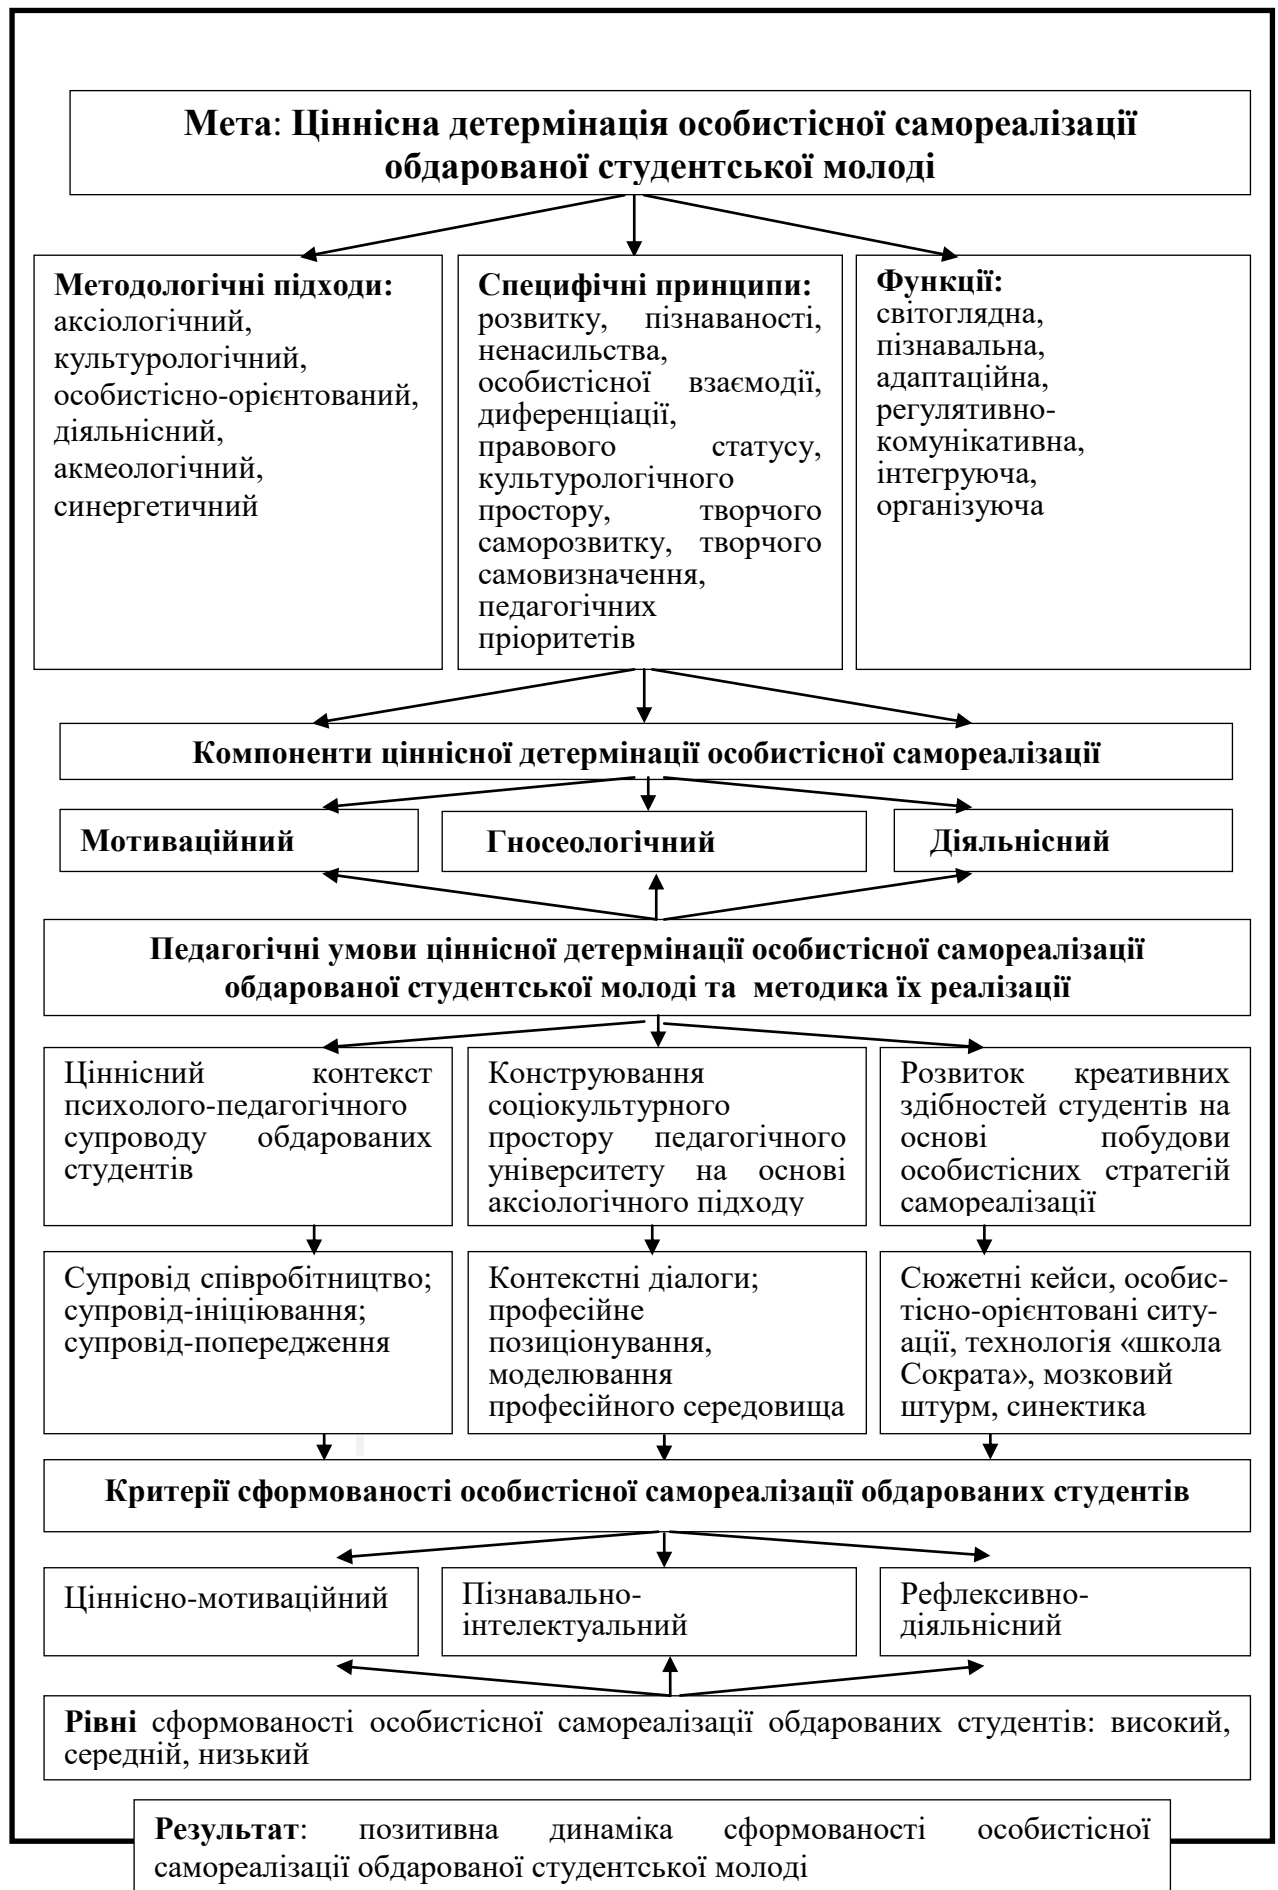 Мета: Ціннісна детермінація особистісної самореалізації
обдарованої студентської молоді
Методологічні підходи:
аксіологічний,
культурологічний,
особистісно-орієнтований,
діяльнісний,
акмеологічний,
синергетичний
Специфічні принципи:
розвитку, пізнаваності,
ненасильства,
особистісної взаємодії,
диференціації,
правового статусу,
культурологічного
простору, творчого
саморозвитку, творчого
самовизначення,
педагогічних
пріоритетів
Функції:
світоглядна,
пізнавальна,
адаптаційна,
регулятивно-
комунікативна,
інтегруюча,
організуюча
Компоненти ціннісної детермінації особистісної самореалізації
Мотиваційний
Гносеологічний
Діяльнісний
Педагогічні умови ціннісної детермінації особистісної самореалізації
обдарованої студентської молоді та методика їх реалізації
Ціннісний контекст
психолого-педагогічного
супроводу обдарованих
студентів
Конструювання
соціокультурного
простору педагогічного
університету на основі
аксіологічного підходу
Розвиток креативних
здібностей студентів на
основі побудови
особистісних стратегій
самореалізації
Супровід співробітництво;
супровід-ініціювання;
супровід-попередження
Контекстні діалоги;
професійне
позиціонування,
моделювання
професійного середовища
Сюжетні кейси, особис-
тісно-орієнтовані ситу-
ації, технологія «школа
Сократа», мозковий
штурм, синектика
Критерії сформованості особистісної самореалізації обдарованих студентів
Ціннісно-мотиваційний
Пізнавально-
інтелектуальний
Рефлексивно-
діяльнісний
Рівні сформованості особистісної самореалізації обдарованих студентів: високий,
середній, низький
Результат: позитивна динаміка сформованості особистісної
самореалізації обдарованої студентської молоді